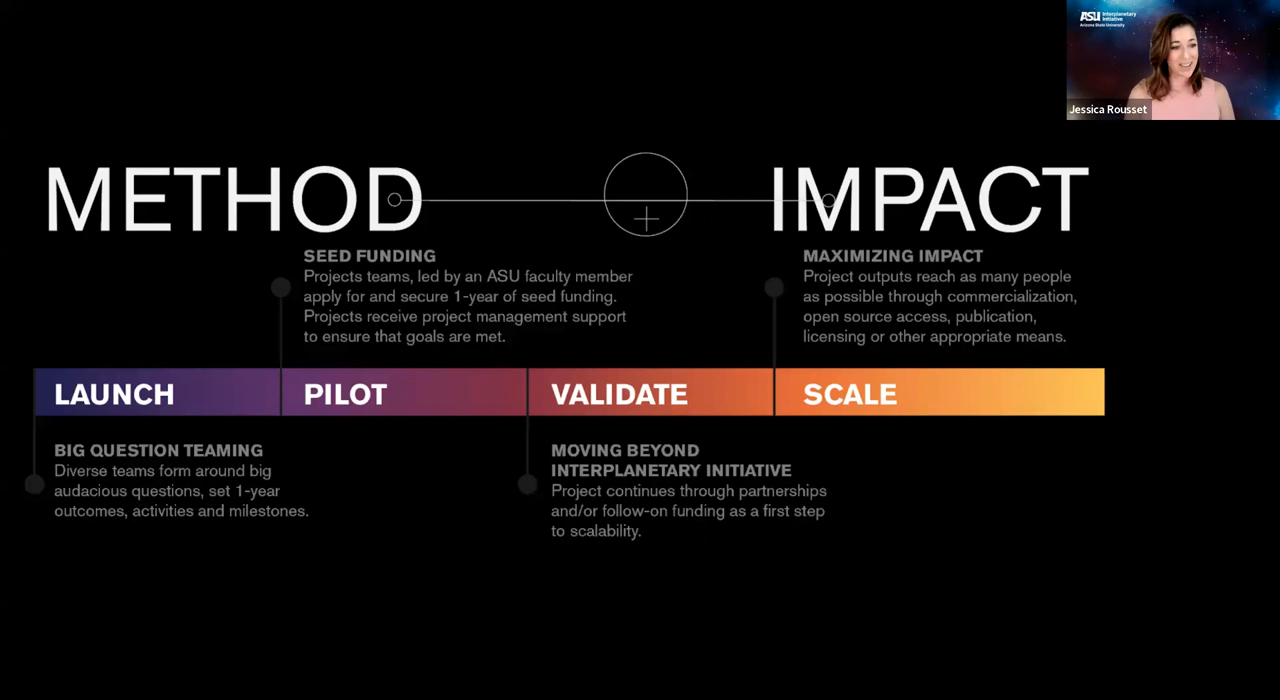 ASU Interplanetary
Initiative
Arizona State University
Jessica Rousset
METHOD
IMPACT
SEED FUNDING
Projects teams, led by an ASU faculty member
apply for and secure 1-year of seed funding.
Projects receive project management support
to ensure that goals are met.
MAXIMIZING IMPACT
Project outputs reach as many people
as possible through commercialization,
open source access, publication,
licensing or other appropriate means.
LAUNCH
PILOT
VALIDATE
SCALE
BIG QUESTION TEAMING
Diverse teams form around big
audacious questions, set 1-year
outcomes, activities and milestones.
MOVING BEYOND
INTERPLANETARY INITIATIVE
Project continues through partnerships
and/or follow-on funding as a first step
to scalability.